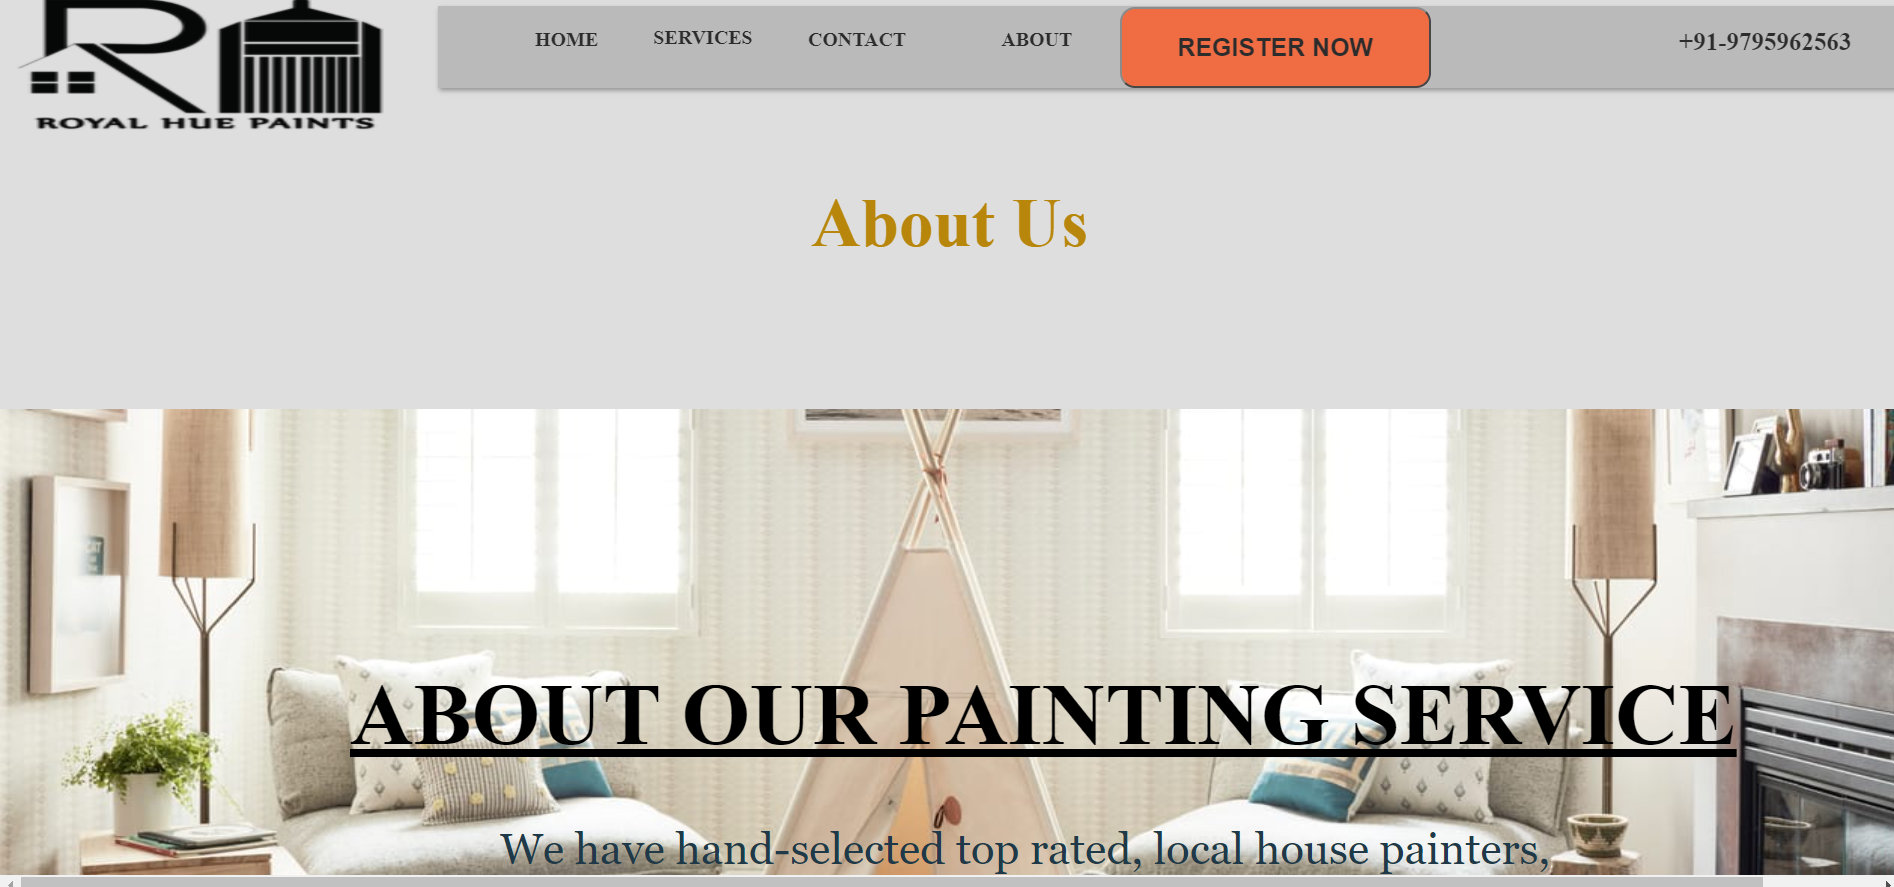 ROYAL HUE PAINTS
HOME SERVICES CONTACT ABOUT REGISTER NOW +91-9795962563
About Us
ABOUT OUR PAINTING SERVICE
We have hand-selected top rated, local house painters,